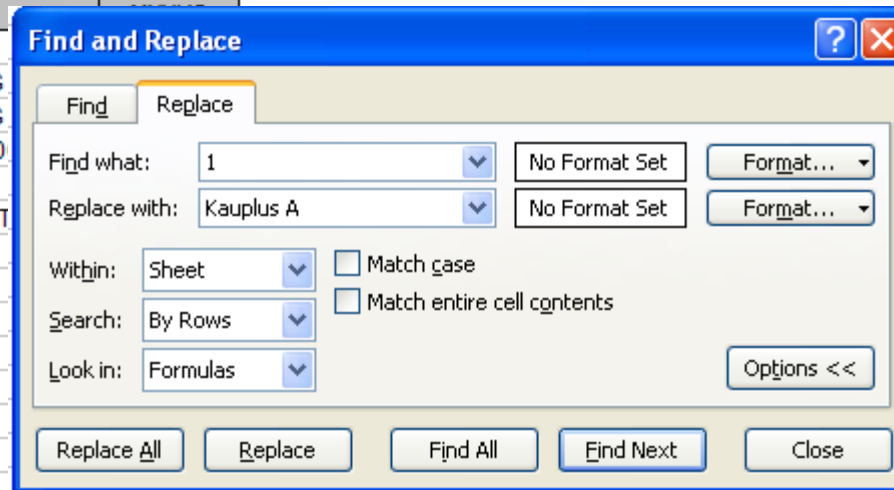 Find and Replace
Find Replace
Find what: 1 No Format Set Format...
Replace with: Kauplus A No Format Set Format...
Within: Sheet Match case
Match entire cell contents
Search: By Rows
Look in: Formulas Options <<
Replace All Replace Find All Find Next Close